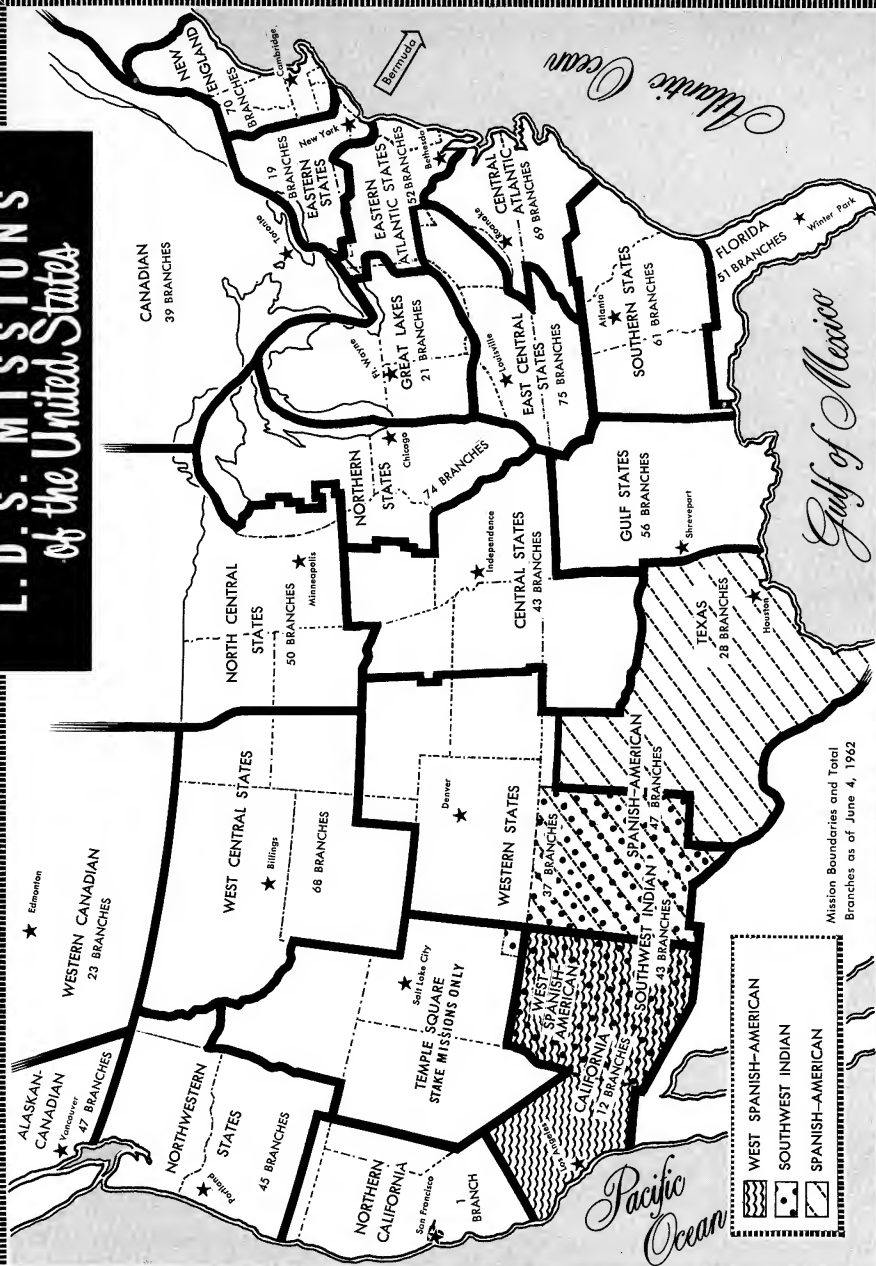 L.D.S. MISSIONS
of the United States
ALASKAN-
CANADIAN
Vancouver
47 BRANCHES
Edmonton
WESTERN CANADIAN
23 BRANCHES
CANADIAN
39 BRANCHES
Toronto
NEW
ENGLAND
70
BRANCHES
Cambridge
NORTHWESTERN
STATES
Portland
45 BRANCHES
WEST CENTRAL STATES
Billings
68 BRANCHES
NORTH CENTRAL
STATES
50 BRANCHES
Minneapolis
19
BRANCHES
EASTERN
STATES
New York
Bermuda
NORTHERN
CALIFORNIA
San Francisco
1
BRANCH
TEMPLE SQUARE
STAKE MISSIONS ONLY
Salt Lake City
WESTERN STATES
Denver
37 BRANCHES
NORTHERN
STATES
Chicago
74 BRANCHES
Ft. Wayne
GREAT LAKES
21
BRANCHES
EASTERN
ATLANTIC STATES
52 BRANCHES
Bethesda
CENTRAL STATES
43 BRANCHES
Independence
Louisville
EAST CENTRAL
STATES
75 BRANCHES
Roanoke
CENTRAL
ATLANTIC
69 BRANCHES
Atlantic Ocean
WEST
SPANISH-
AMERICAN
CALIFORNIA
12 BRANCHES
Los Angeles
SOUTHWEST INDIAN
43 BRANCHES
SPANISH-AMERICAN
47 BRANCHES
TEXAS
28 BRANCHES
Houston
GULF STATES
56 BRANCHES
Shreveport
Atlanta
SOUTHERN STATES
61 BRANCHES
FLORIDA
51 BRANCHES
Winter Park
Pacific
Ocean
Gulf of Mexico
WEST SPANISH-AMERICAN
SOUTHWEST INDIAN
SPANISH-AMERICAN
Mission Boundaries and Total
Branches as of June 4, 1962